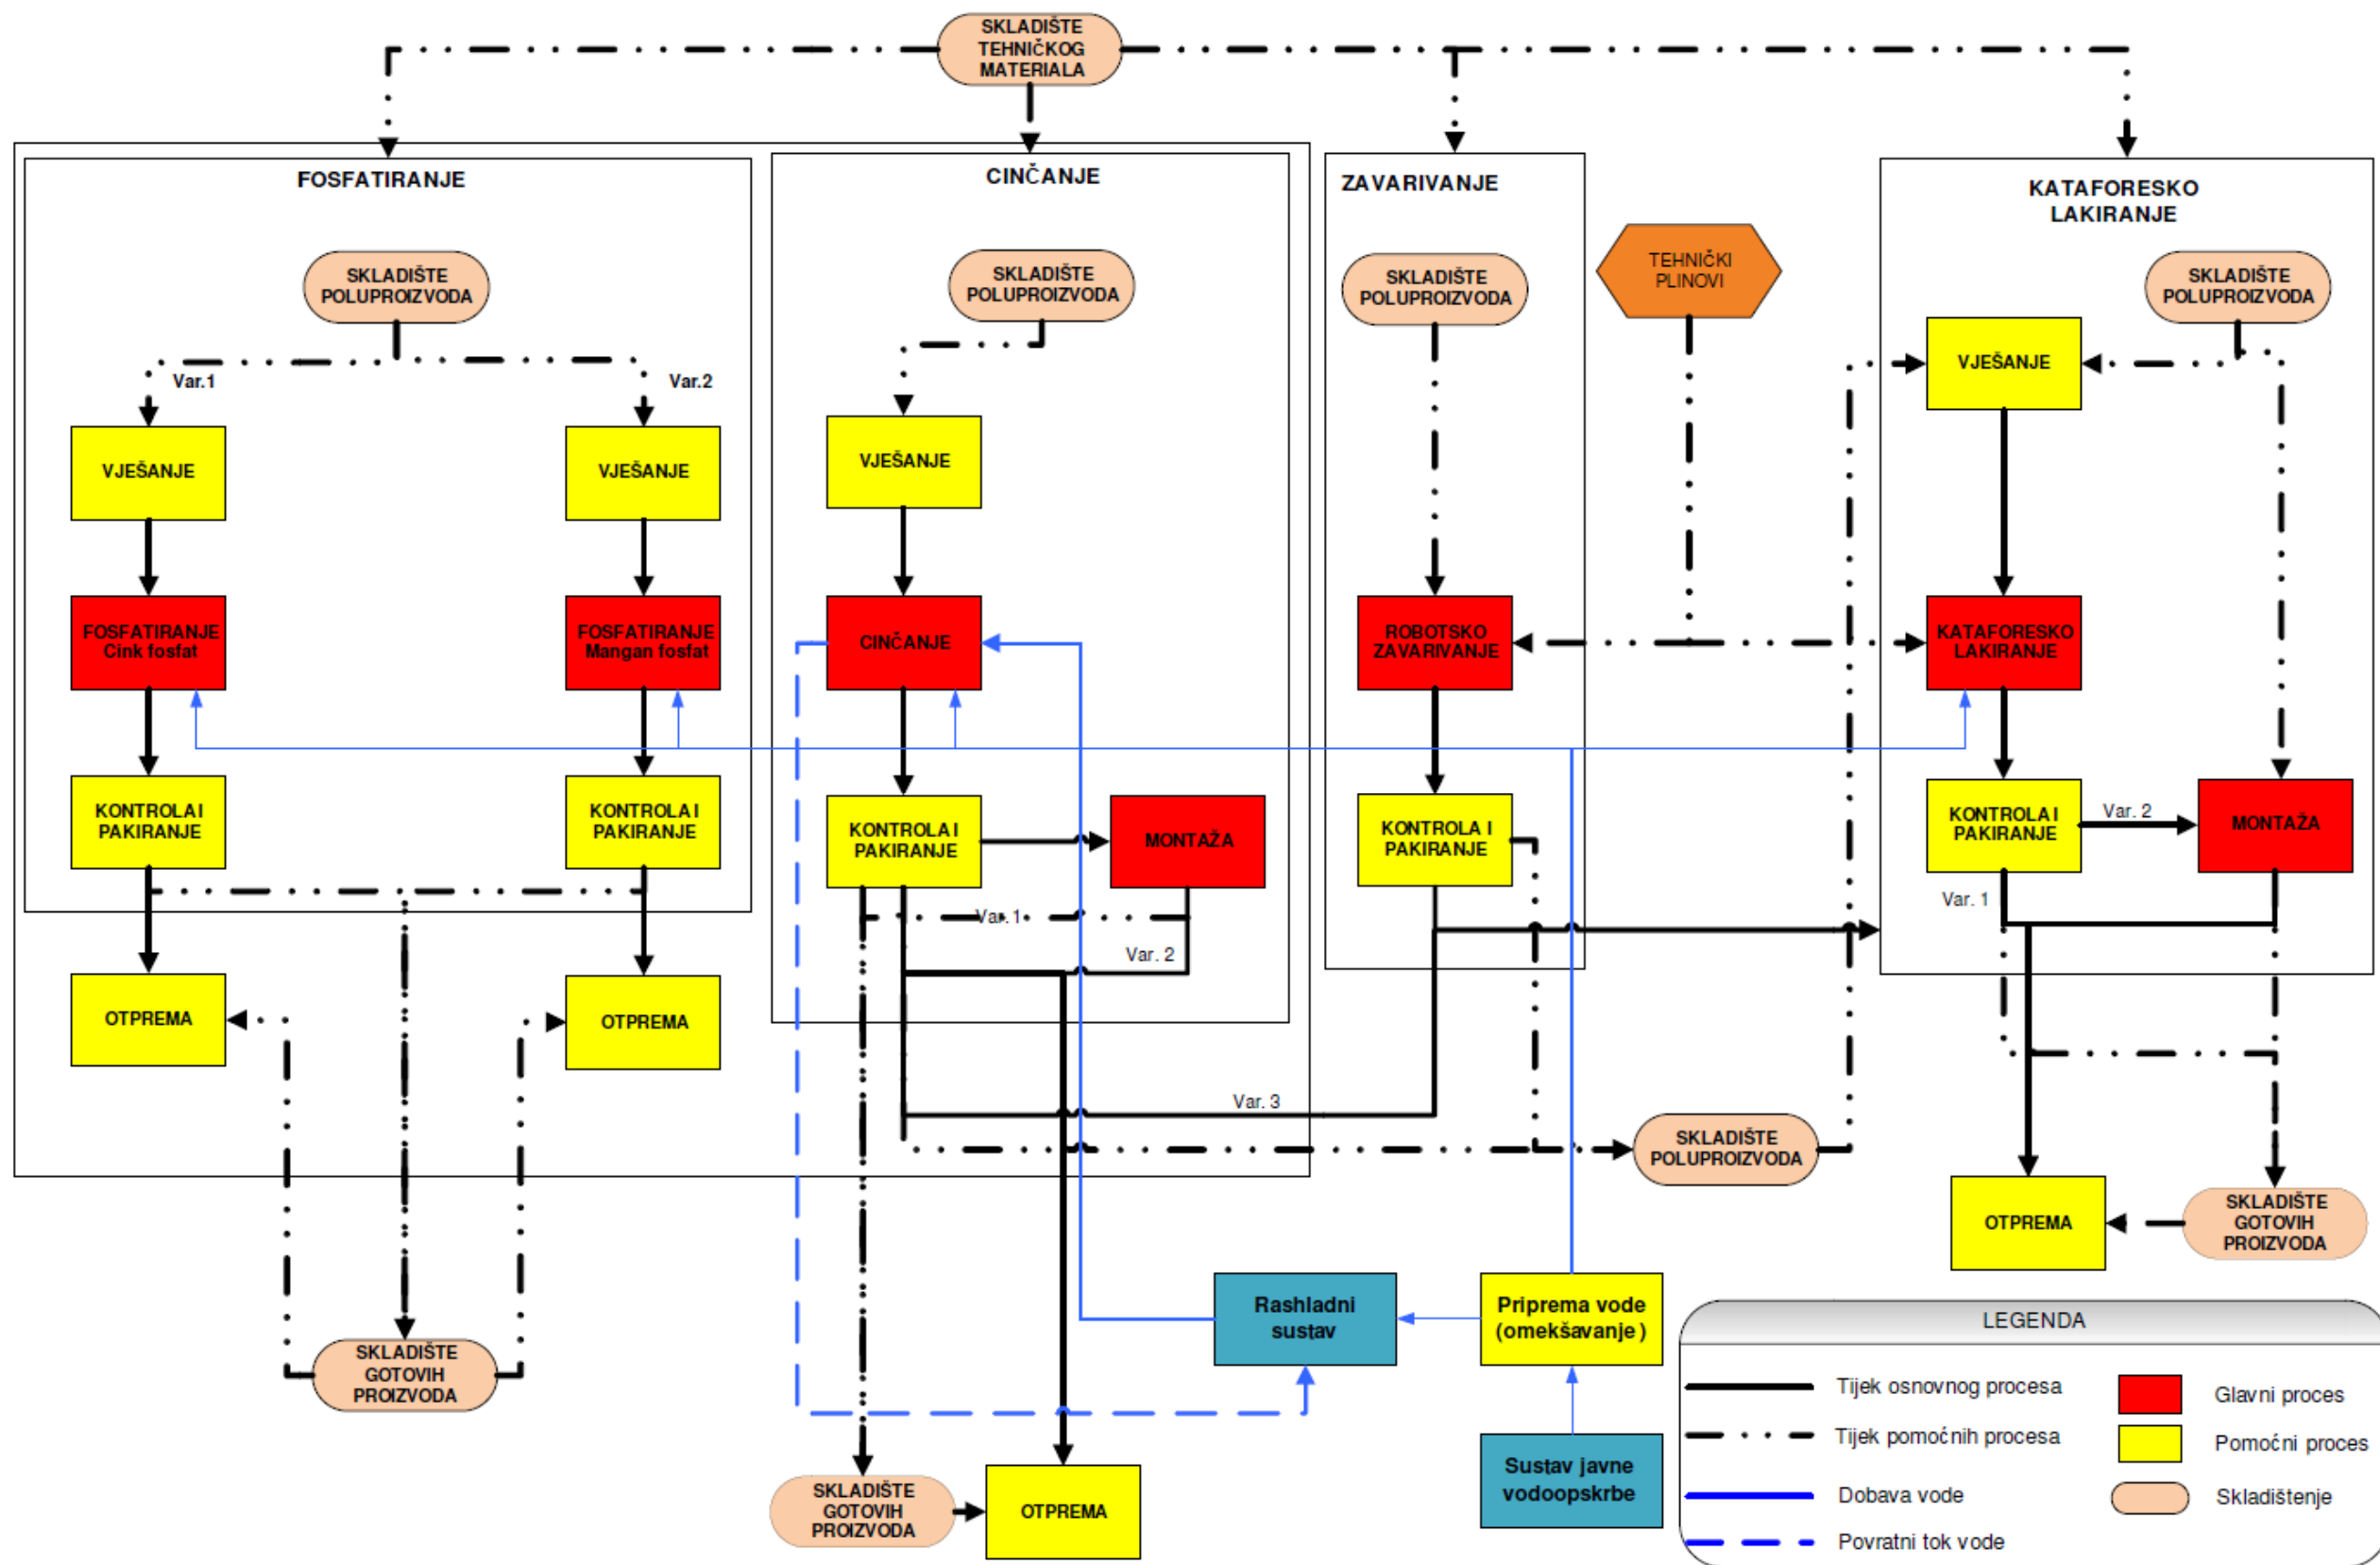 SKLADIŠTE
TEHNIČKOG
MATERIALA
FOSFATIRANJE
CINČANJE
ZAVARIVANJE
KATAFORESKO
LAKIRANJE
SKLADIŠTE
POLUPROIZVODA
SKLADIŠTE
POLUPROIZVODA
SKLADIŠTE
POLUPROIZVODA
TEHNIČKI
PLINOVI
SKLADIŠTE
POLUPROIZVODA
Var.1
Var.2
VJEŠANJE
VJEŠANJE
VJEŠANJE
VJEŠANJE
FOSFATIRANJE
Cink fosfat
FOSFATIRANJE
Mangan fosfat
CINČANJE
ROBOTSKO
ZAVARIVANJE
KATAFORESKO
LAKIRANJE
KONTROLA I
PAKIRANJE
KONTROLA I
PAKIRANJE
KONTROLA I
PAKIRANJE
MONTAŽA
KONTROLA I
PAKIRANJE
KONTROLA I
PAKIRANJE
Var. 2
MONTAŽA
Var. 1
Var. 1
Var. 2
OTPREMA
OTPREMA
Var. 3
SKLADIŠTE
POLUPROIZVODA
OTPREMA
SKLADIŠTE
GOTOVIH
PROIZVODA
SKLADIŠTE
GOTOVIH
PROIZVODA
Rashladni
sustav
Priprema vode
(omekšavanje)
SKLADIŠTE
GOTOVIH
PROIZVODA
OTPREMA
Sustav javne
vodoopskrbe
LEGENDA
Tijek osnovnog procesa
Glavni proces
Tijek pomoćnih procesa
Pomoćni proces
Dobava vode
Skladištenje
Povratni tok vode